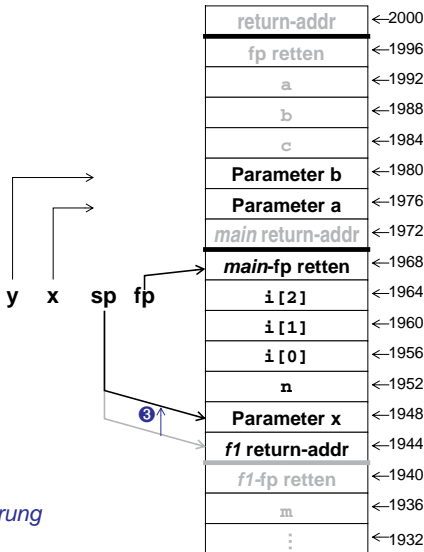 return-addr ←2000
fp retten ←1996
a ←1992
b ←1988
c ←1984
Parameter b ←1980
Parameter a ←1976
main return-addr ←1972
main-fp retten ←1968
y x sp fp
i[2] ←1964
i[1] ←1960
i[0] ←1956
n ←1952
Parameter x ←1948
❸
f1 return-addr ←1944
f1-fp retten ←1940
m ←1936
rung
⋮ ←1932